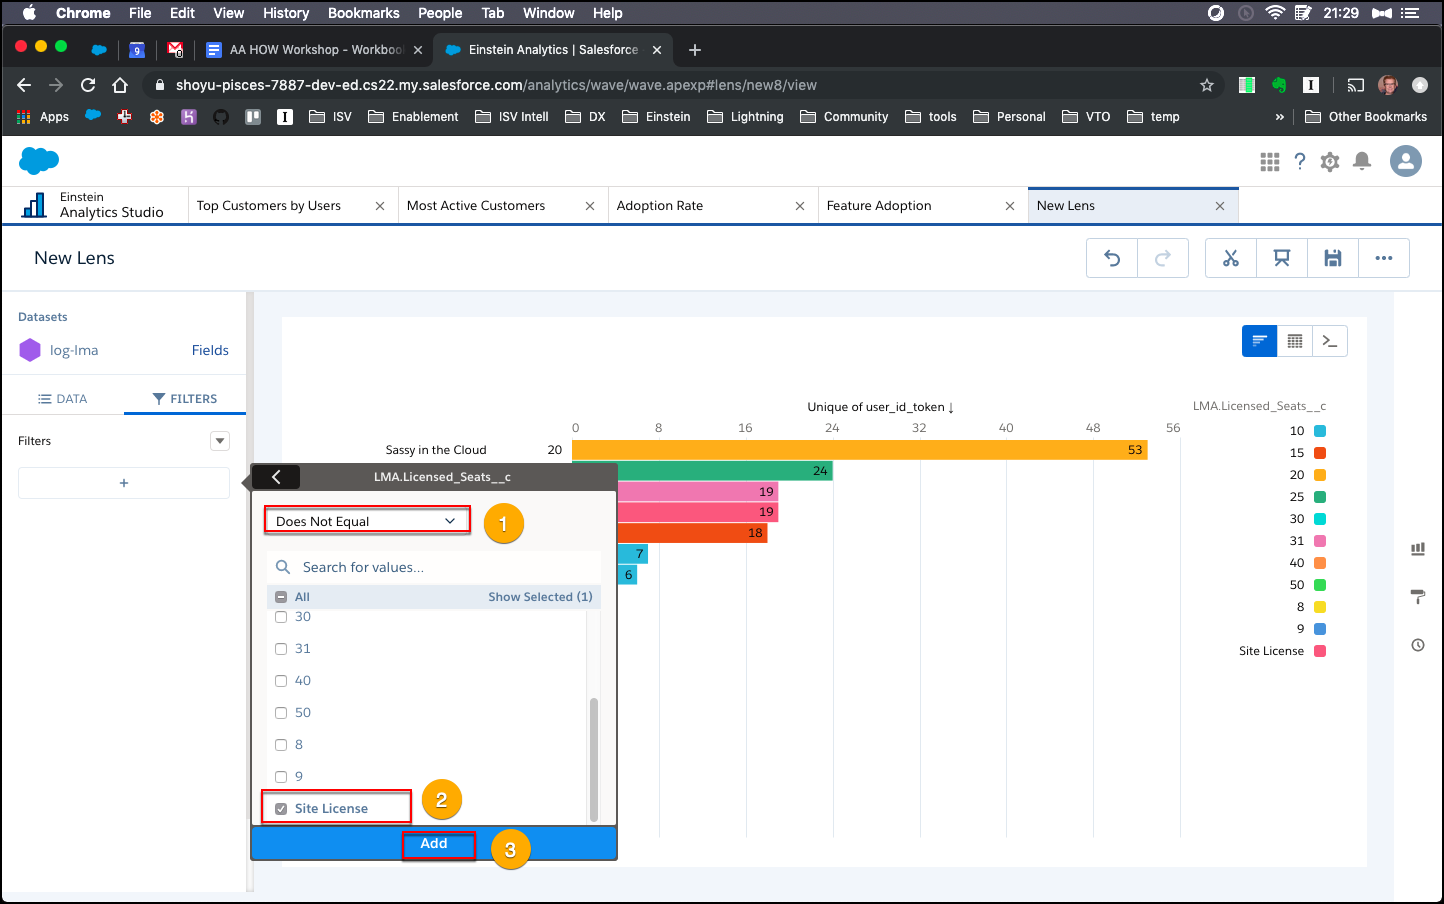 Chrome File Edit View History Bookmarks People Tab Window Help 21:29
9 0 AA HOW Workshop - Workbook Einstein Analytics | Salesforce
shoyu-pisces-7887-dev-ed.cs22.my.salesforce.com/analytics/wave/wave.apexp#lens/new8/view
Apps ISV Enablement ISV Intell DX Einstein Lightning Community tools Personal VTO temp » Other Bookmarks
Einstein
Analytics Studio
Top Customers by Users Most Active Customers Adoption Rate Feature Adoption New Lens
New Lens
Datasets
log-lma Fields
DATA FILTERS
Filters
+
LMA.Licensed_Seats__c
Does Not Equal
1
Search for values...
All Show Selected (1)
30
31
40
50
8
9
Site License
2
Add
3
Unique of user_id_token ↓
0 8 16 24 32 40 48 56
Sassy in the Cloud 20 53
24
19
19
18
7
6
LMA.Licensed_Seats__c
10
15
20
25
30
31
40
50
8
9
Site License